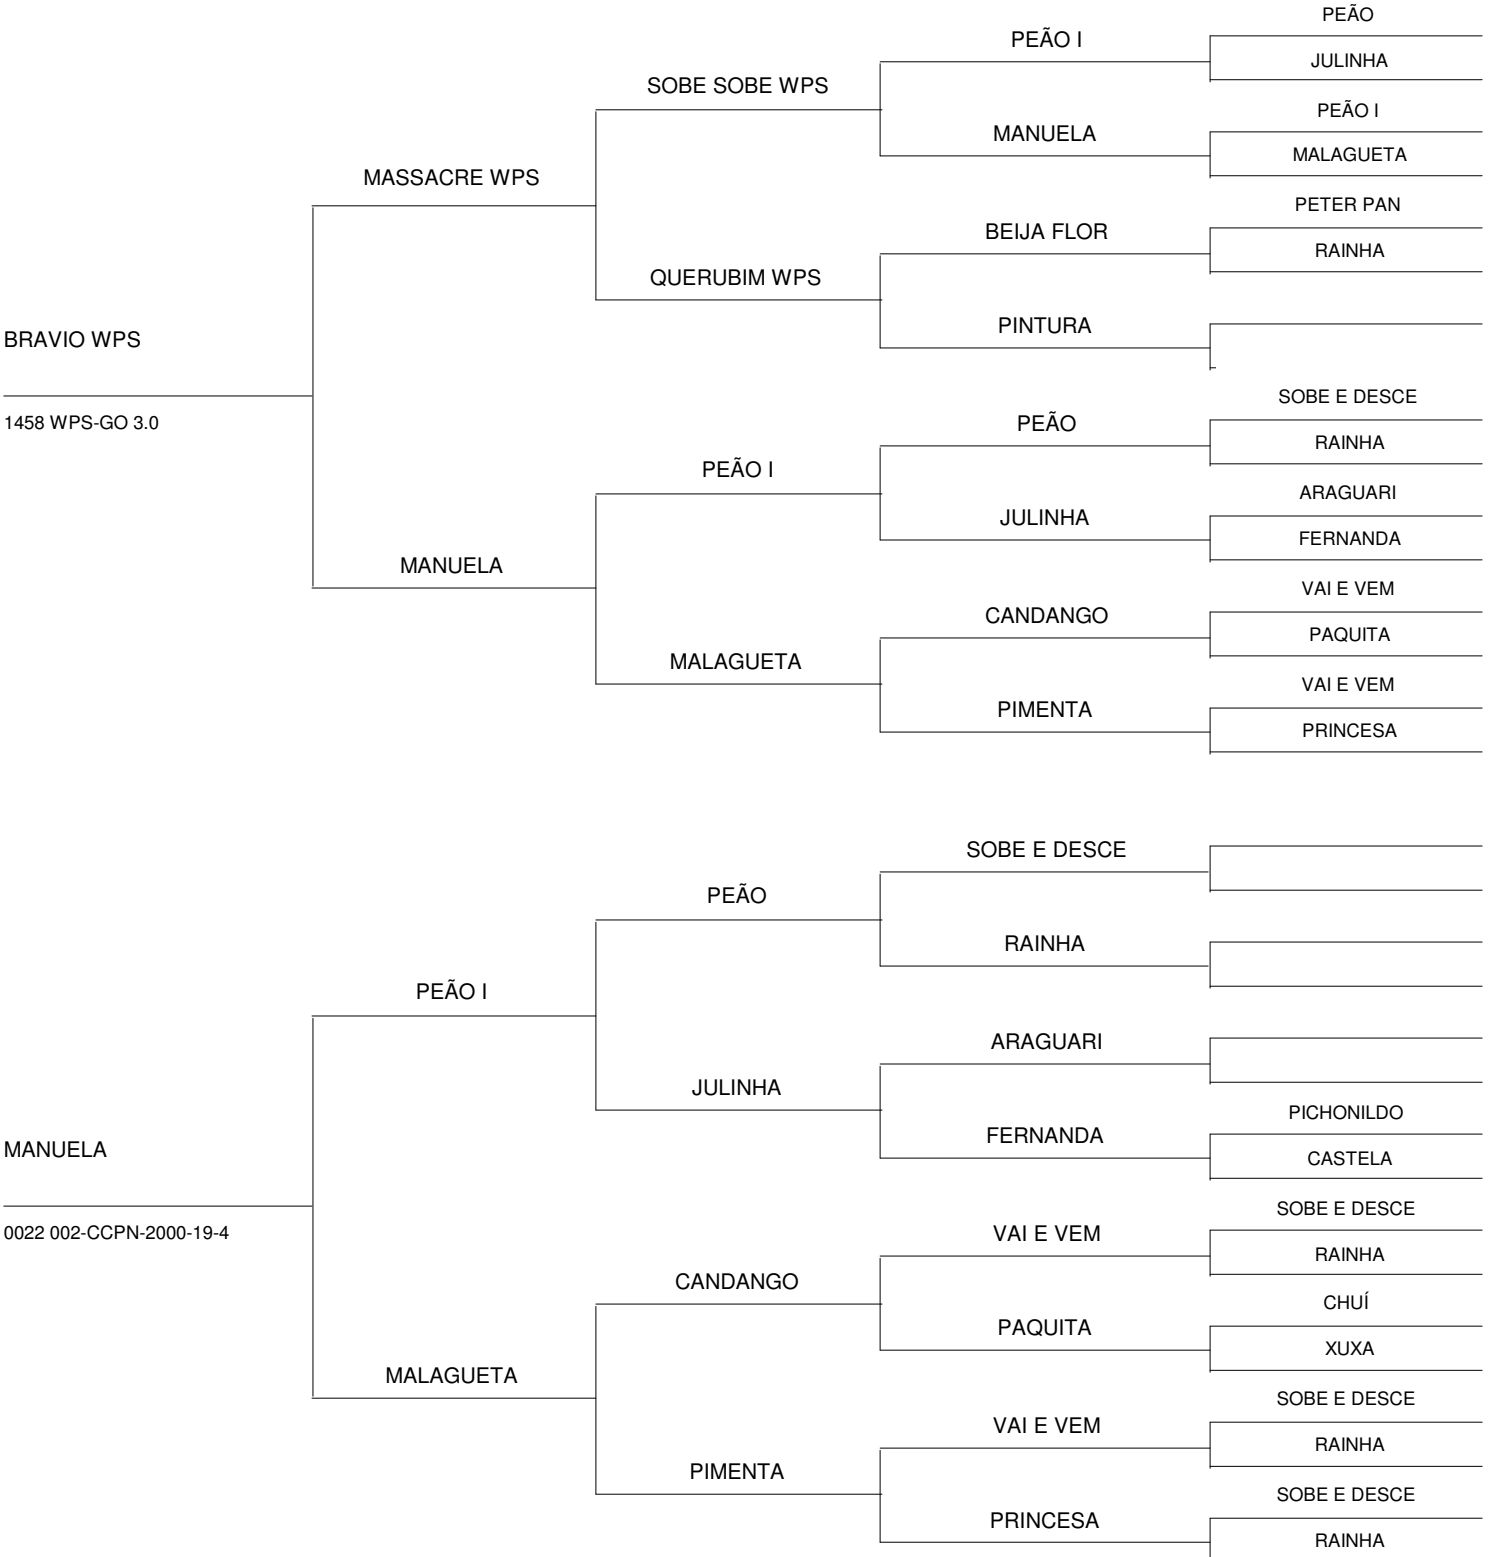 PEÃO
PEÃO I
JULINHA
SOBE SOBE WPS
PEÃO I
MANUELA
MALAGUETA
MASSACRE WPS
PETER PAN
BEIJA FLOR
RAINHA
QUERUBIM WPS
PINTURA
BRAVIO WPS
SOBE E DESCE
1458 WPS-GO 3.0
PEÃO
RAINHA
PEÃO I
ARAGUARI
JULINHA
FERNANDA
MANUELA
VAI E VEM
CANDANGO
PAQUITA
MALAGUETA
VAI E VEM
PIMENTA
PRINCESA
SOBE E DESCE
PEÃO
RAINHA
PEÃO I
ARAGUARI
JULINHA
PICHONILDO
FERNANDA
MANUELA
CASTELA
SOBE E DESCE
0022 002-CCPN-2000-19-4
VAI E VEM
RAINHA
CANDANGO
CHUÍ
PAQUITA
XUXA
MALAGUETA
SOBE E DESCE
VAI E VEM
RAINHA
PIMENTA
SOBE E DESCE
PRINCESA
RAINHA